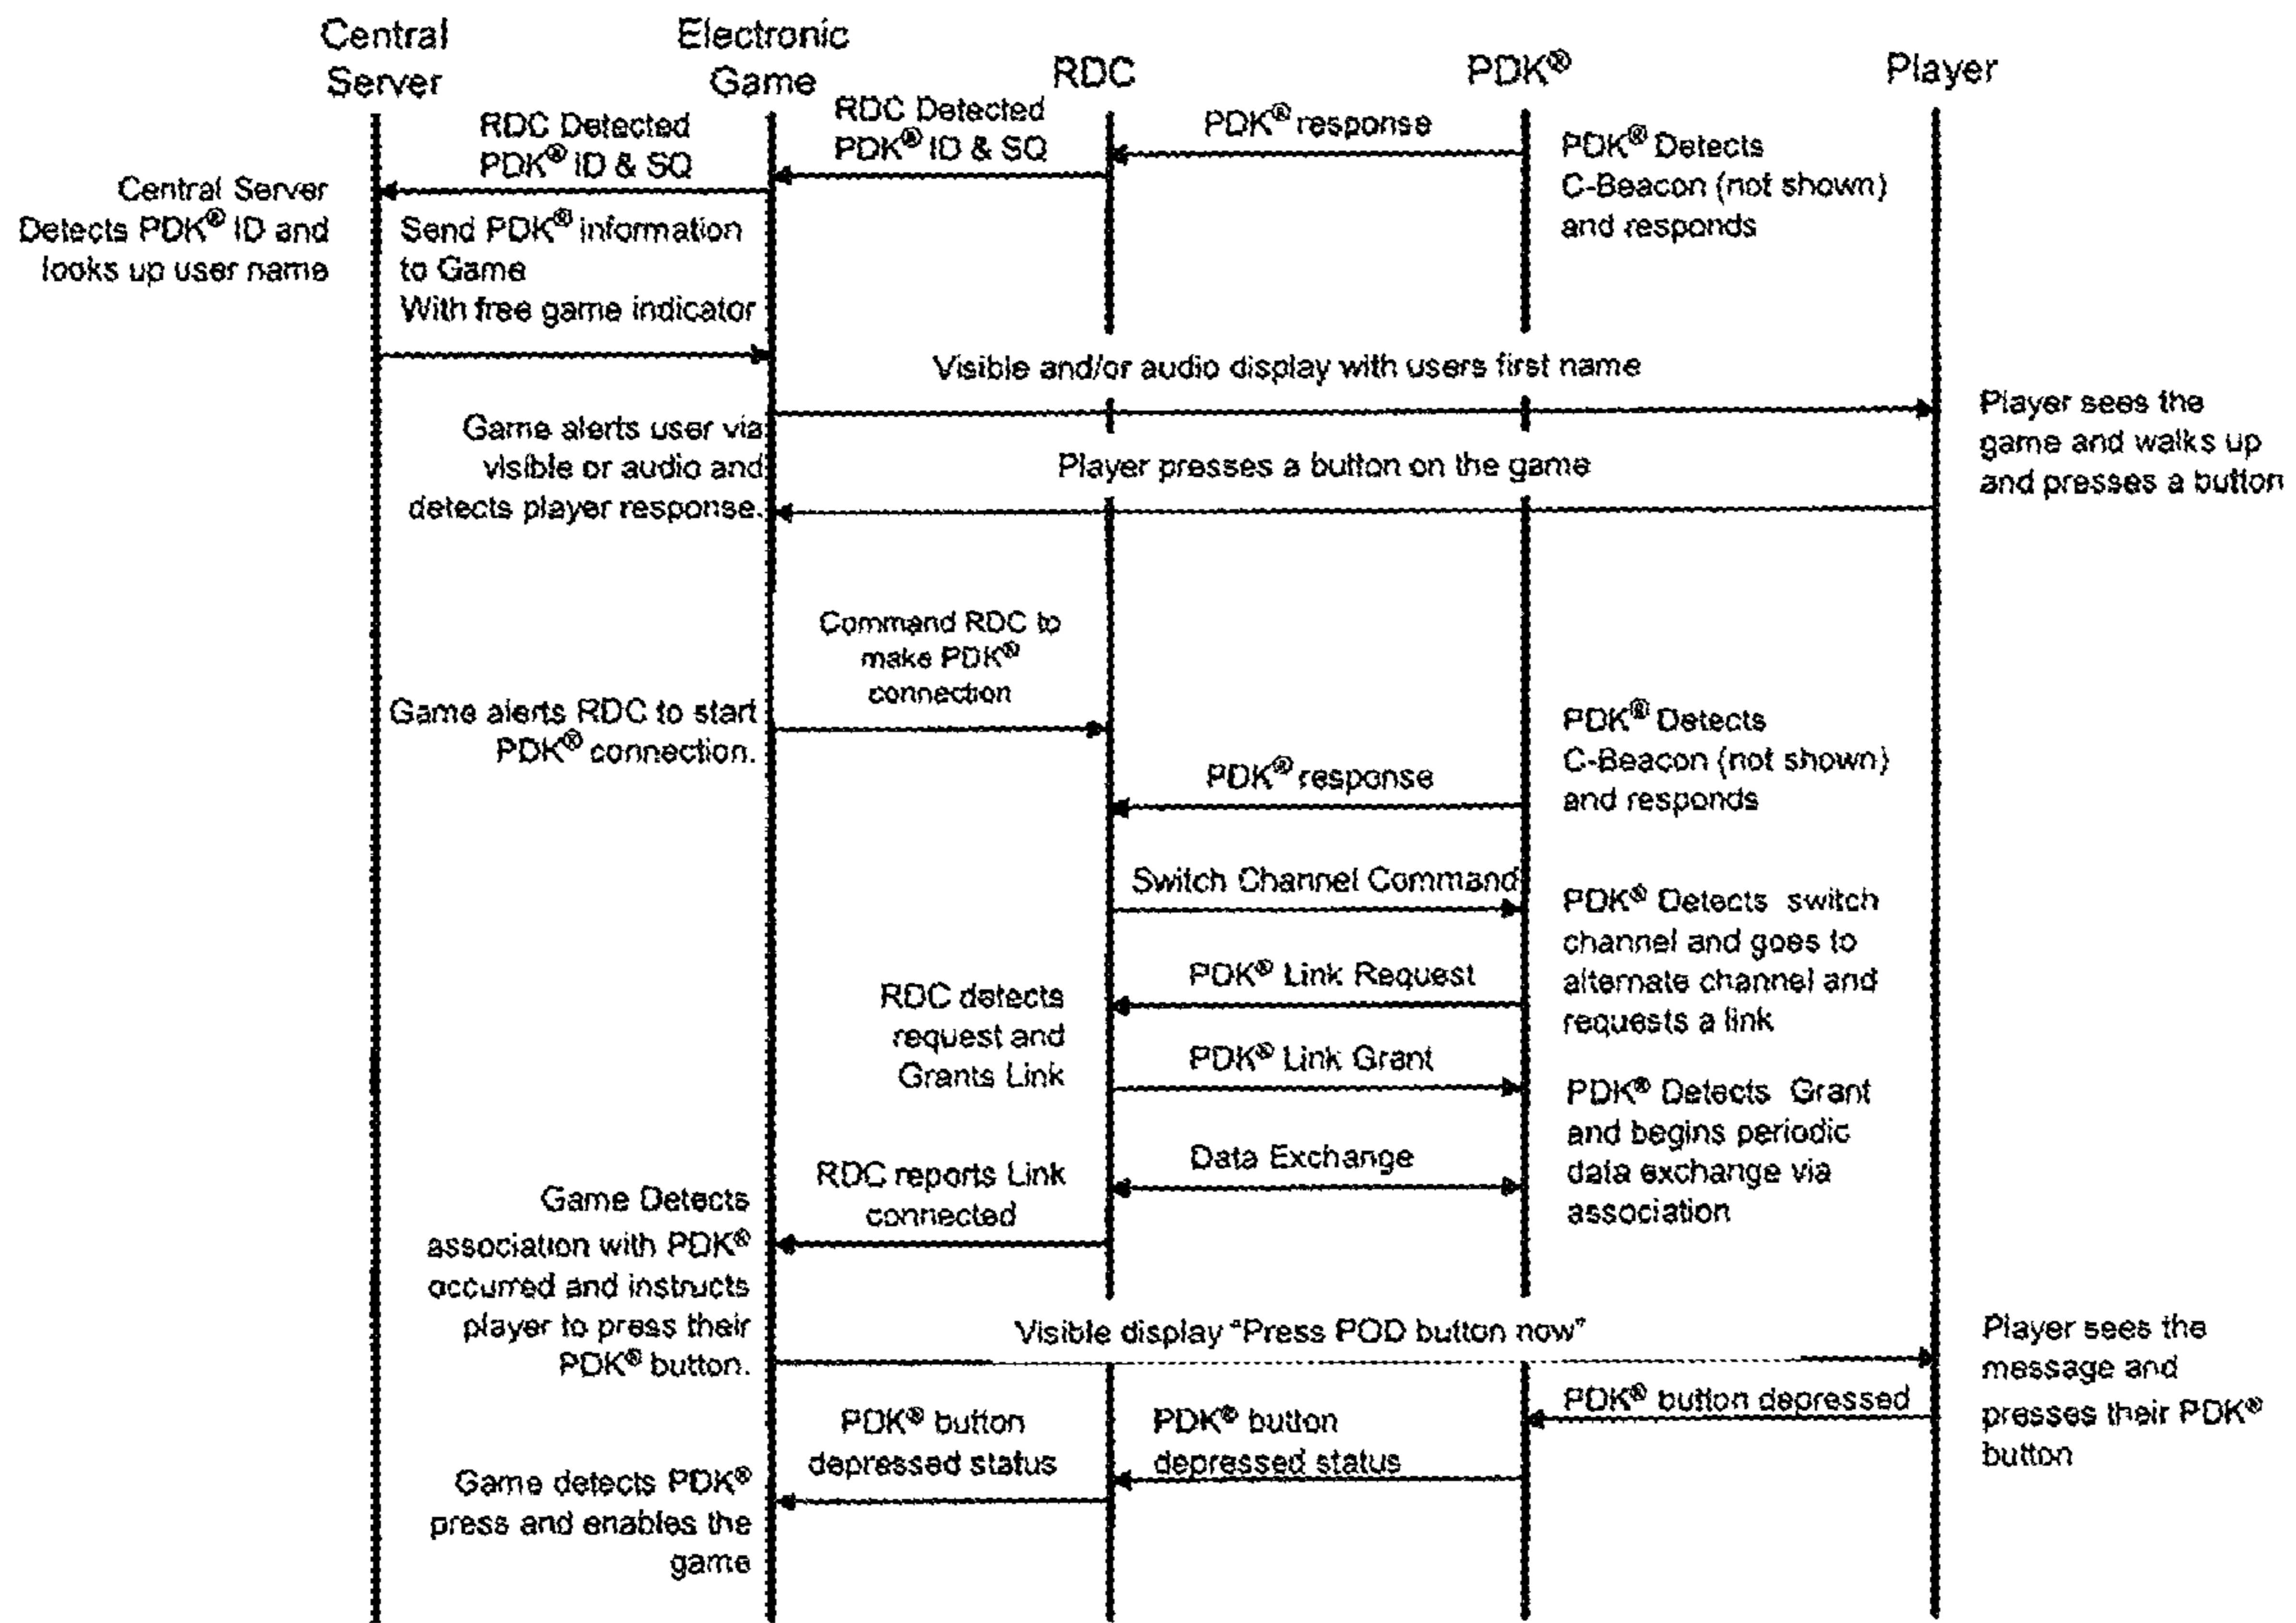 Central
Server
Electronic
Game
RDC
PDK®
Player
RDC Detected
PDK® ID & SQ
RDC Detected
PDK® ID & SQ
PDK® response
PDK® Detects
C-Beacon (not shown)
and responds
Central Server
Detects PDK® ID and
looks up user name
Send PDK® information
to Game
With free game indicator
Visible and/or audio display with users first name
Game alerts user via
visible or audio and
detects player response.
Player presses a button on the game
Player sees the
game and walks up
and presses a button
Command RDC to
make PDK®
connection
Game alerts RDC to start
PDK® connection.
PDK® Detects
C-Beacon (not shown)
and responds
PDK® response
Switch Channel Command
PDK® Detects switch
channel and goes to
alternate channel and
requests a link
PDK® Link Request
RDC detects
request and
Grants Link
PDK® Link Grant
PDK® Detects Grant
and begins periodic
data exchange via
association
Data Exchange
RDC reports Link
connected
Game Detects
association with PDK®
occurred and instructs
player to press their
PDK® button.
Visible display "Press POD button now"
Player sees the
message and
presses their PDK®
button
PDK® button depressed
PDK® button
depressed status
PDK® button
depressed status
Game detects PDK®
press and enables the
game